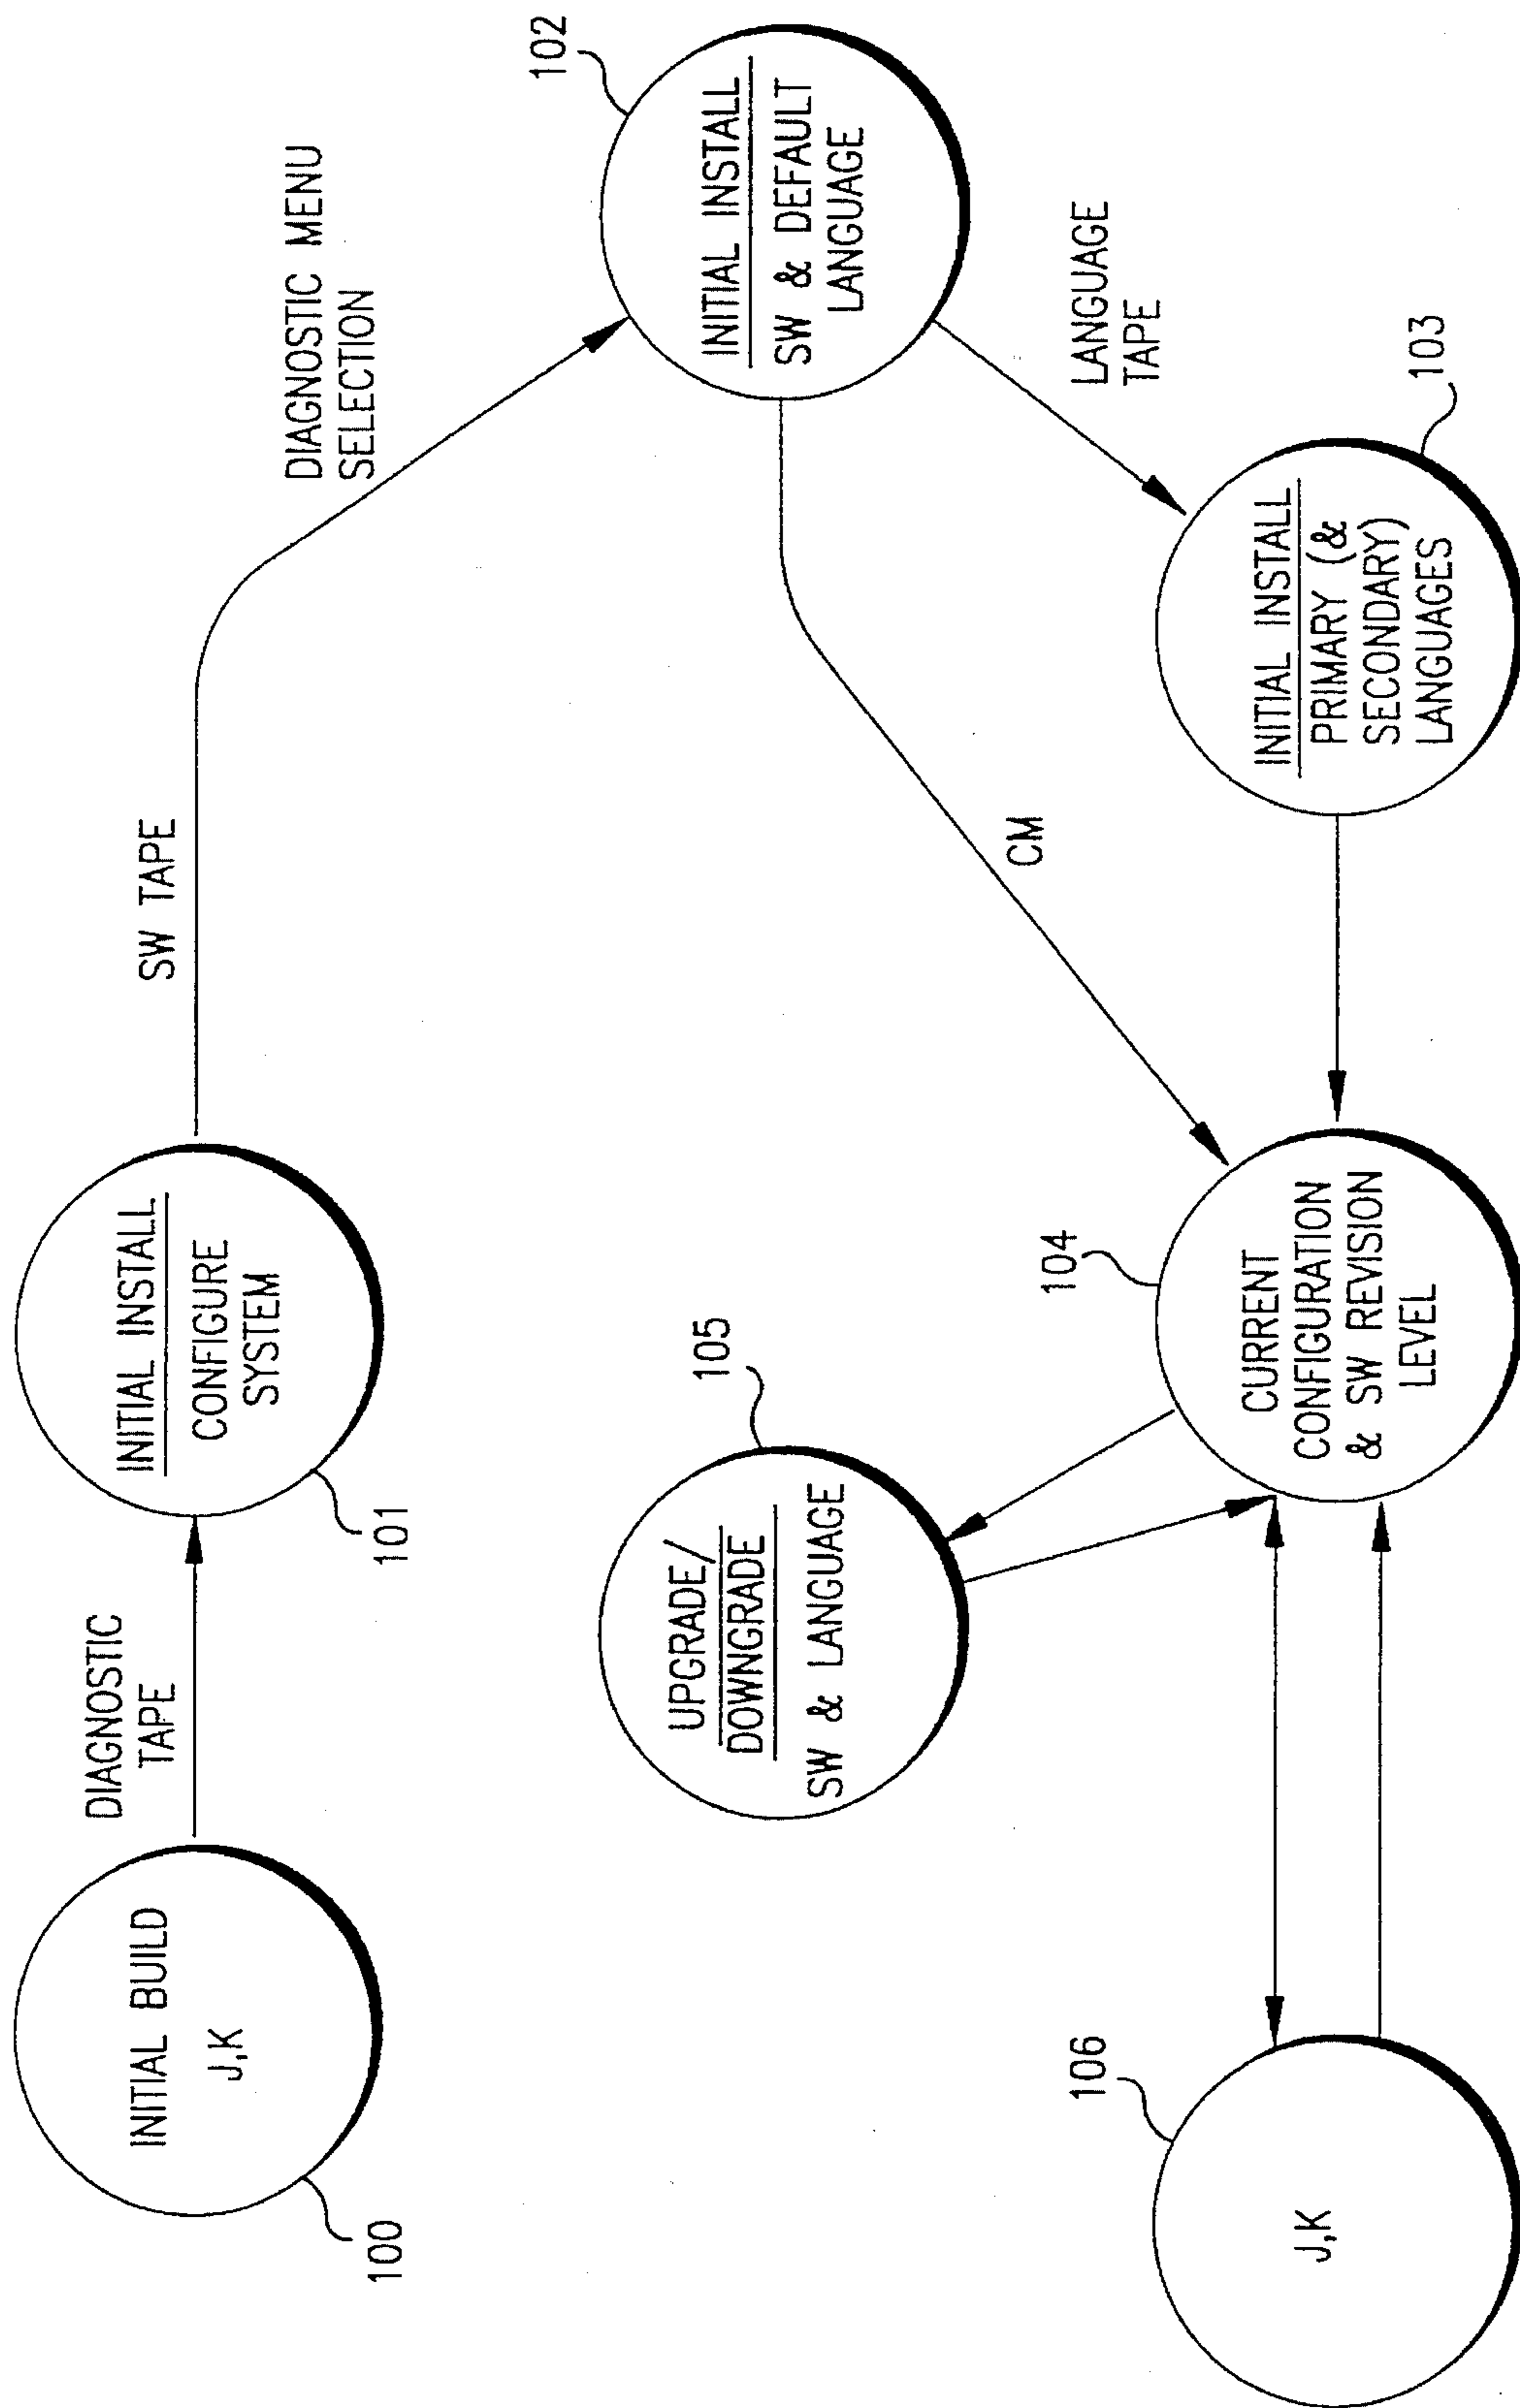 INITIAL BUILD
J,K
100
DIAGNOSTIC
TAPE
INITIAL INSTALL
CONFIGURE
SYSTEM
101
SW TAPE
DIAGNOSTIC MENU
SELECTION
102
INITIAL INSTALL
SW & DEFAULT
LANGUAGE
LANGUAGE
TAPE
CM
103
INITIAL INSTALL
PRIMARY (&
SECONDARY)
LANGUAGES
104
CURRENT
CONFIGURATION
& SW REVISION
LEVEL
105
UPGRADE/
DOWNGRADE
SW & LANGUAGE
106
J,K